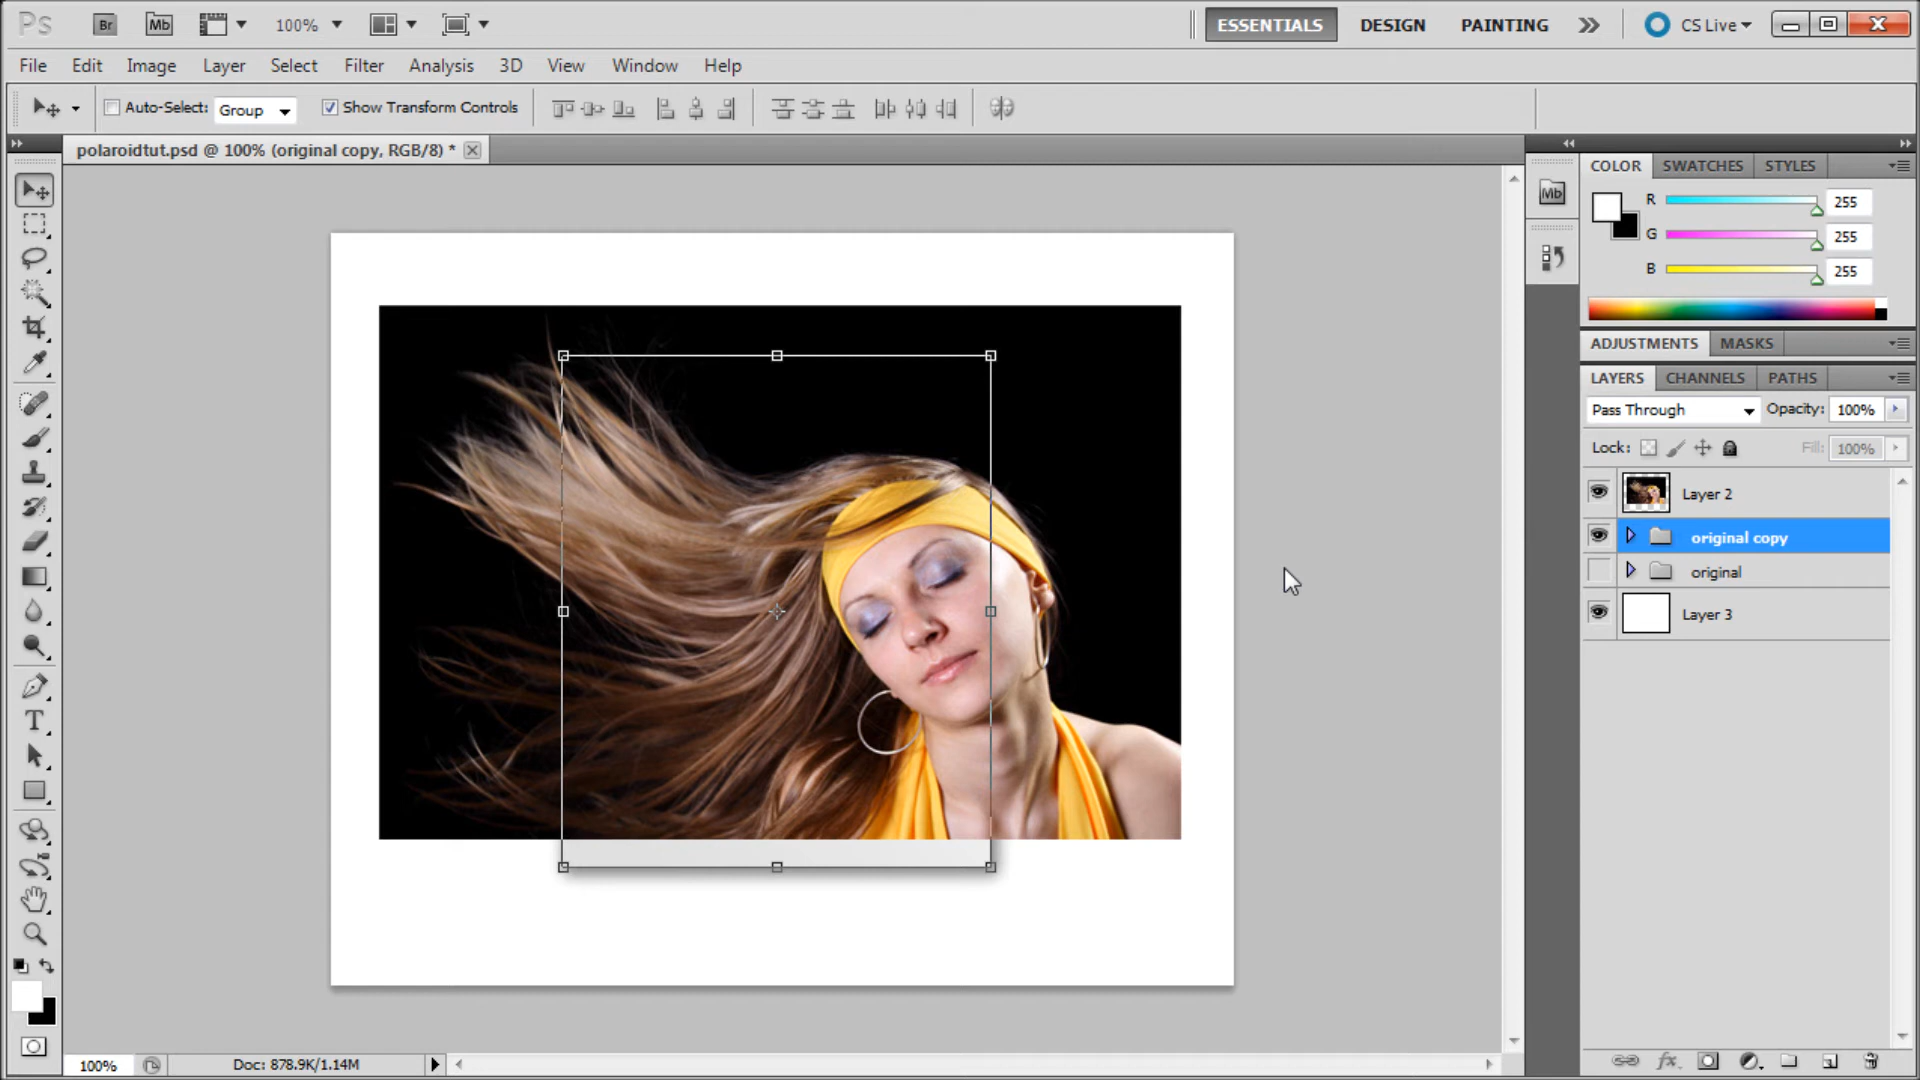 Ps Br Mb 100% ESSENTIALS DESIGN PAINTING CS Live
File Edit Image Layer Select Filter Analysis 3D View Window Help
Auto-Select: Group Show Transform Controls
polaroidtut.psd @ 100% (original copy, RGB/8) *
COLOR SWATCHES STYLES
Mb
R 255
G 255
B 255
ADJUSTMENTS MASKS
LAYERS CHANNELS PATHS
Pass Through Opacity: 100%
Lock: Fill: 100%
Layer 2
original copy
original
Layer 3
T
100% Doc: 878.9K/1.14M
fx